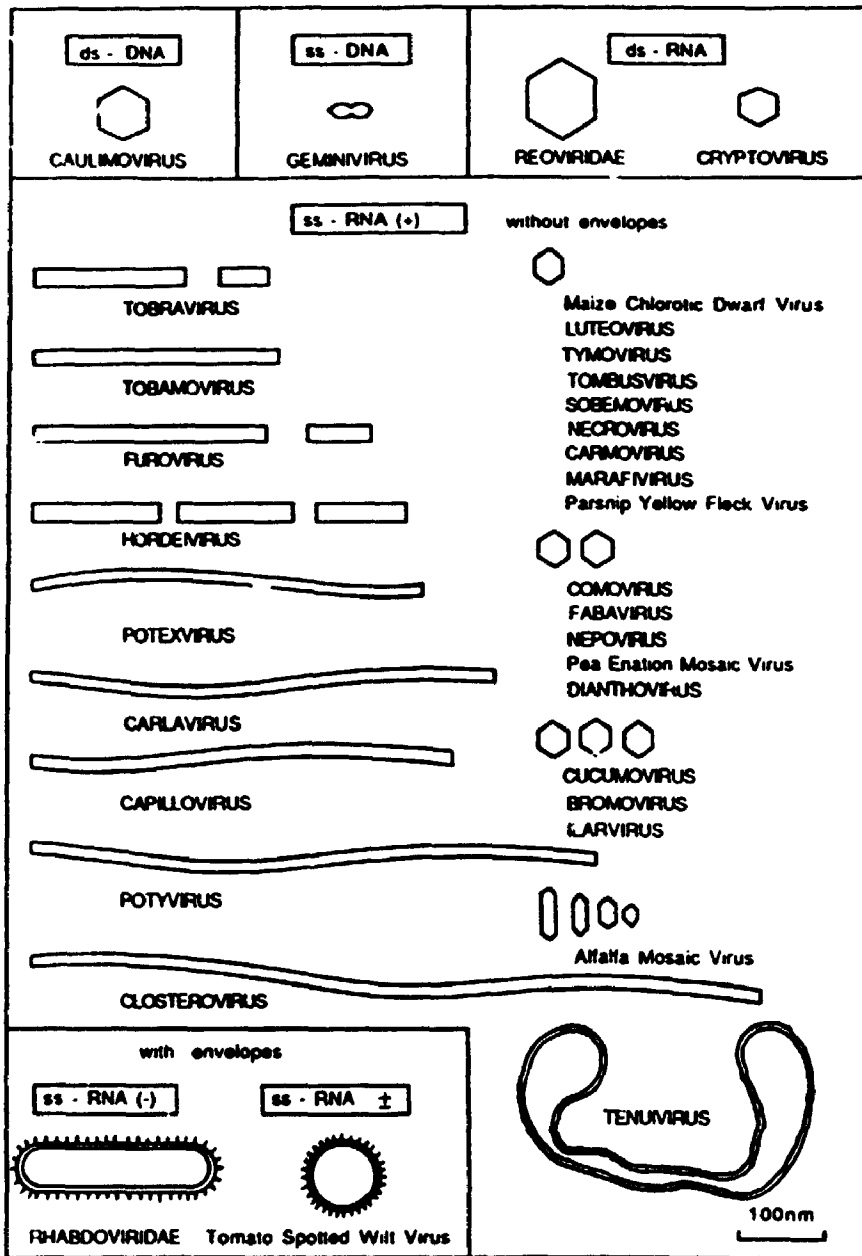 ds - DNA
CAULIMOVIRUS
ss - DNA
GEMINIVIRUS
ds - RNA
REOVIRIDAE CRYPTOVIRUS
ss - RNA (+) without envelopes
TOBRAVIRUS
TOBAMOVIRUS
FUROVIRUS
HORDEIVIRUS
POTEXVIRUS
CARLAVIRUS
CAPILLOVIRUS
POTYVIRUS
CLOSTEROVIRUS
Maize Chlorotic Dwarf Virus
LUTEOVIRUS
TYMOVIRUS
TOMBUSVIRUS
SOBEMOVIRUS
NECROVIRUS
CARMOVIRUS
MARAFIVIRUS
Parsnip Yellow Fleck Virus
COMOVIRUS
FABAVIRUS
NEPOVIRUS
Pea Enation Mosaic Virus
DIANTHOVIRUS
CUCUMOVIRUS
BROMOVIRUS
ILARVIRUS
Alfalfa Mosaic Virus
TENUIVIRUS
100nm
with envelopes
ss - RNA (-)
RHABDOVIRIDAE
ss - RNA ±
Tomato Spotted Wilt Virus